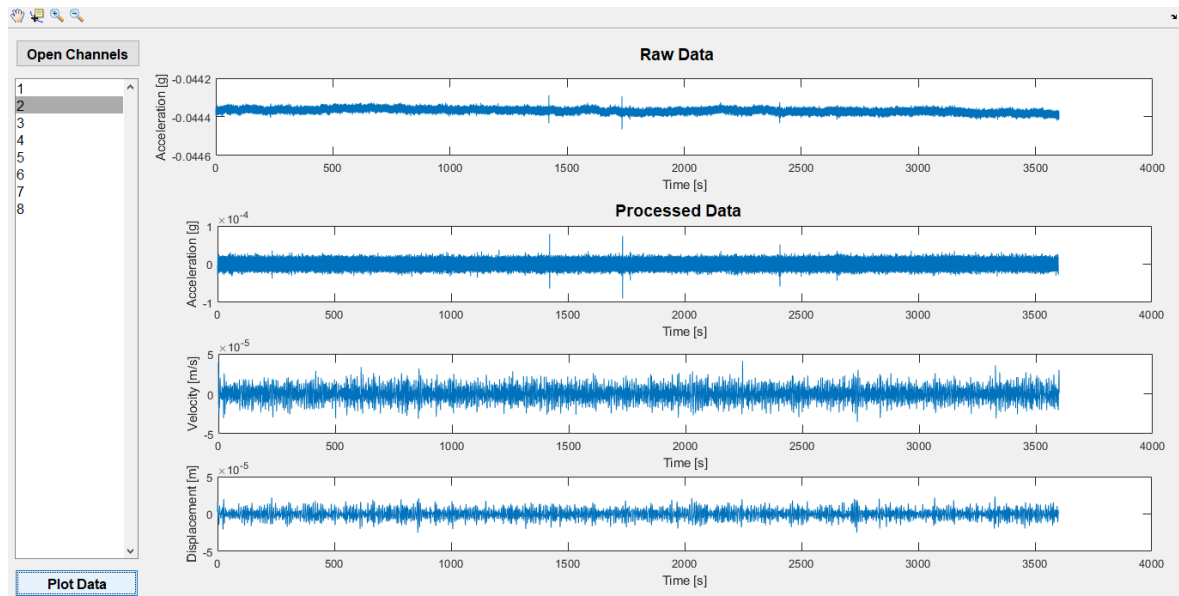 Open Channels
1
2
3
4
5
6
7
8
Plot Data
Raw Data
Acceleration [g]
-0.0442
-0.0444
-0.0446
0 500 1000 1500 2000 2500 3000 3500 4000
Time [s]
Processed Data
Acceleration [g]
×10-4
1
0
-1
0 500 1000 1500 2000 2500 3000 3500 4000
Time [s]
Velocity [m/s]
×10-5
5
0
-5
0 500 1000 1500 2000 2500 3000 3500 4000
Time [s]
Displacement [m]
×10-5
5
0
-5
0 500 1000 1500 2000 2500 3000 3500 4000
Time [s]